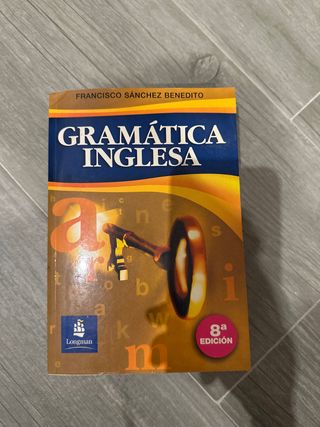 FRANCISCO SÁNCHEZ BENEDITO
GRAMÁTICA
INGLESA
a
r
i
m
8ª
EDICIÓN
Longman